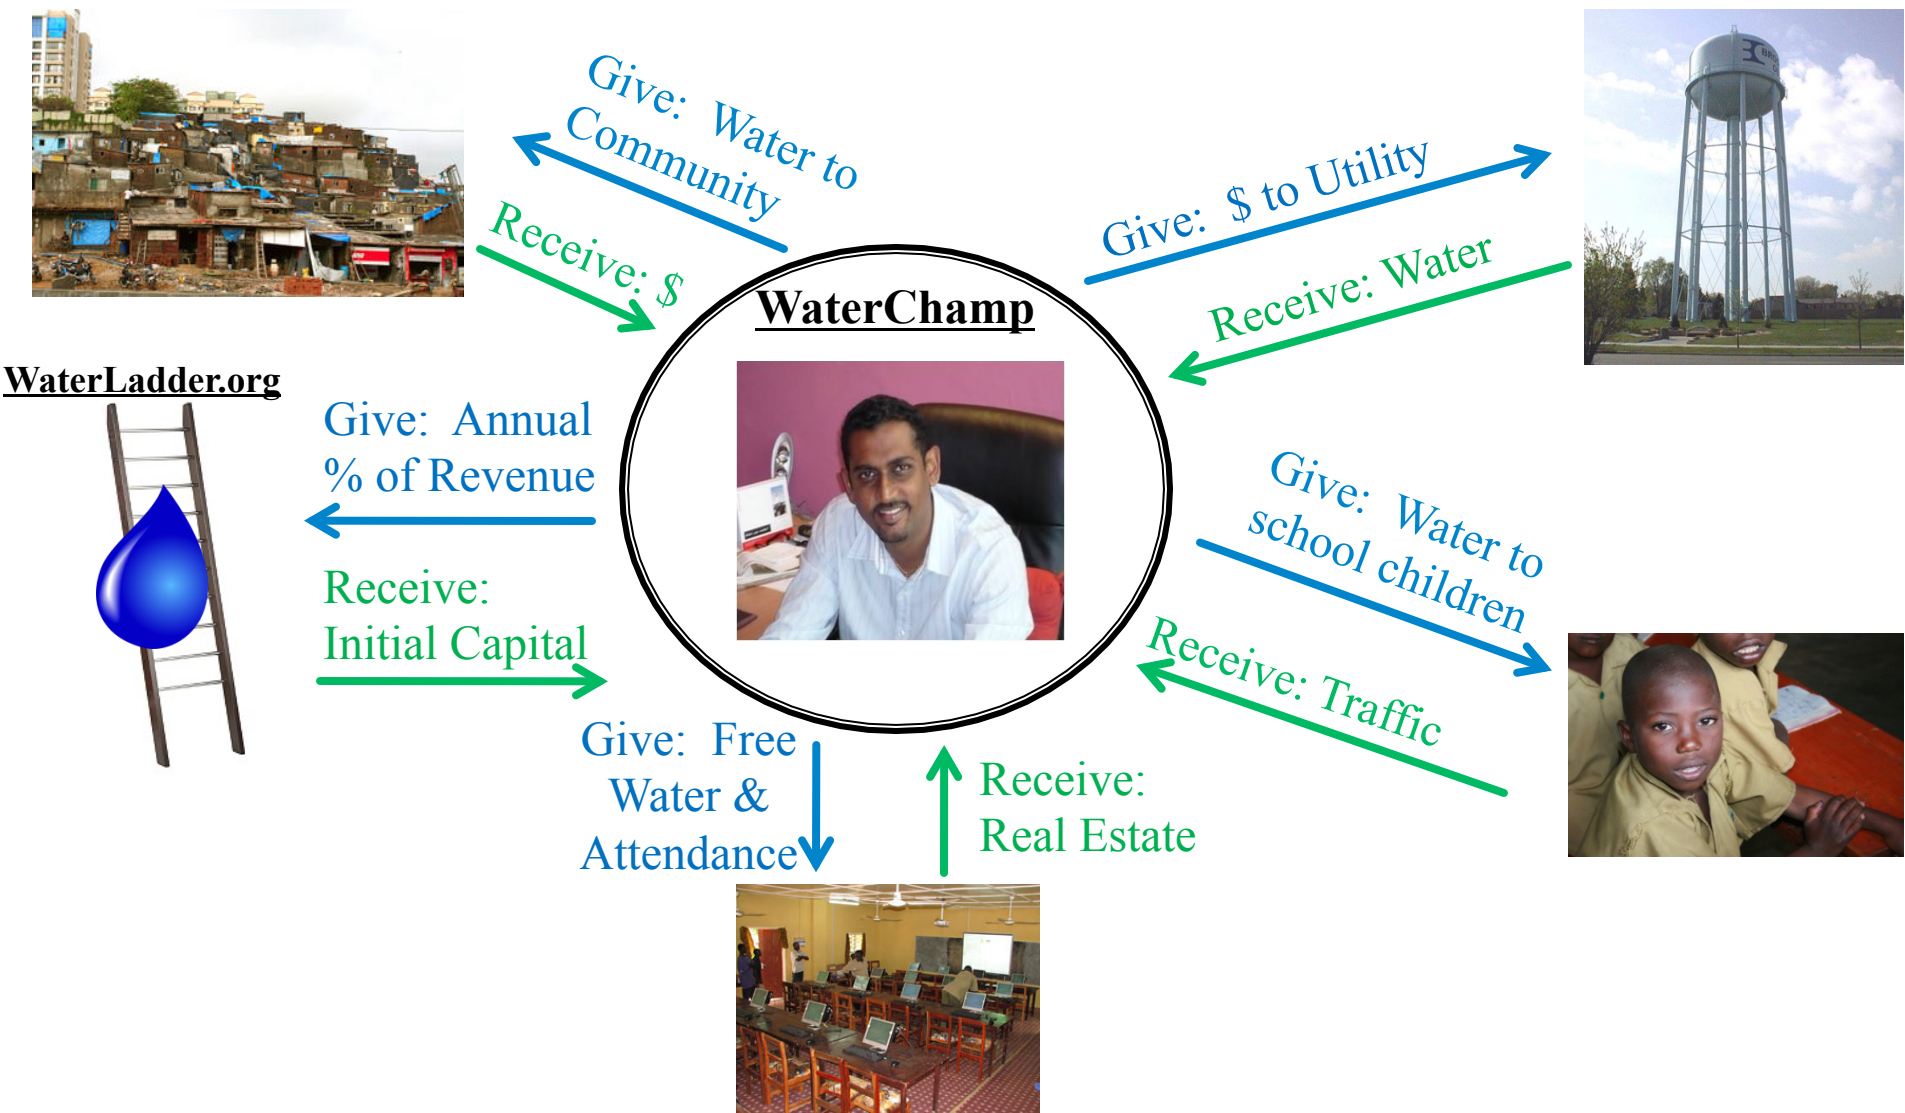 Give:  Water to
Community
Receive: $
Give:  $ to Utility
Receive: Water
WaterChamp
WaterLadder.org
Give:  Annual
% of Revenue
Receive:
Initial Capital
Give:  Water to
school children
Receive: Traffic
Give:  Free
Water &
Attendance
Receive:
Real Estate